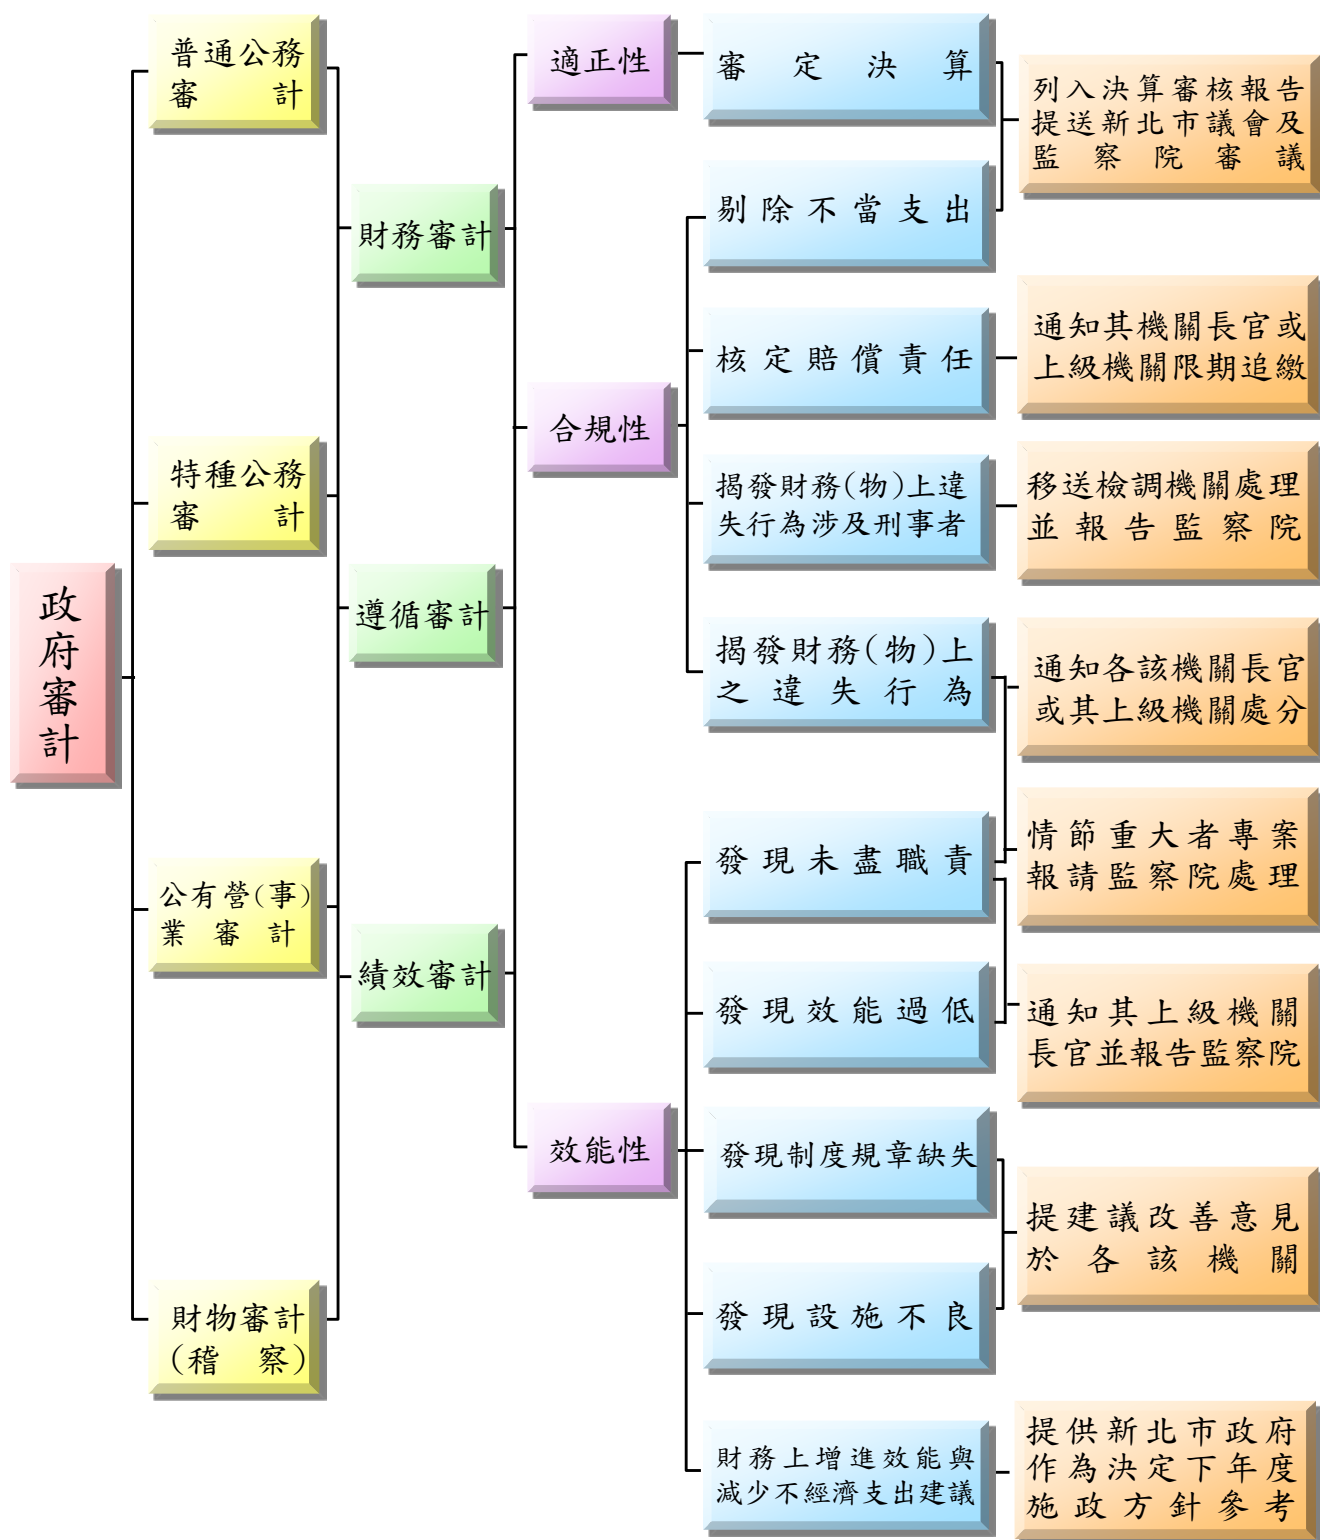 政
府
審
計
普通公務
審計
特種公務
審計
公有營(事)
業審計
財物審計
(稽察)
財務審計
遵循審計
績效審計
適正性
合規性
效能性
審定決算
剔除不當支出
核定賠償責任
揭發財務(物)上違
失行為涉及刑事者
揭發財務(物)上
之違失行為
發現未盡職責
發現效能過低
發現制度規章缺失
發現設施不良
財務上增進效能與
減少不經濟支出建議
列入決算審核報告
提送新北市議會及
監察院審議
通知其機關長官或
上級機關限期追繳
移送檢調機關處理
並報告監察院
通知各該機關長官
或其上級機關處分
情節重大者專案
報請監察院處理
通知其上級機關
長官並報告監察院
提建議改善意見
於各該機關
提供新北市政府
作為決定下年度
施政方針參考